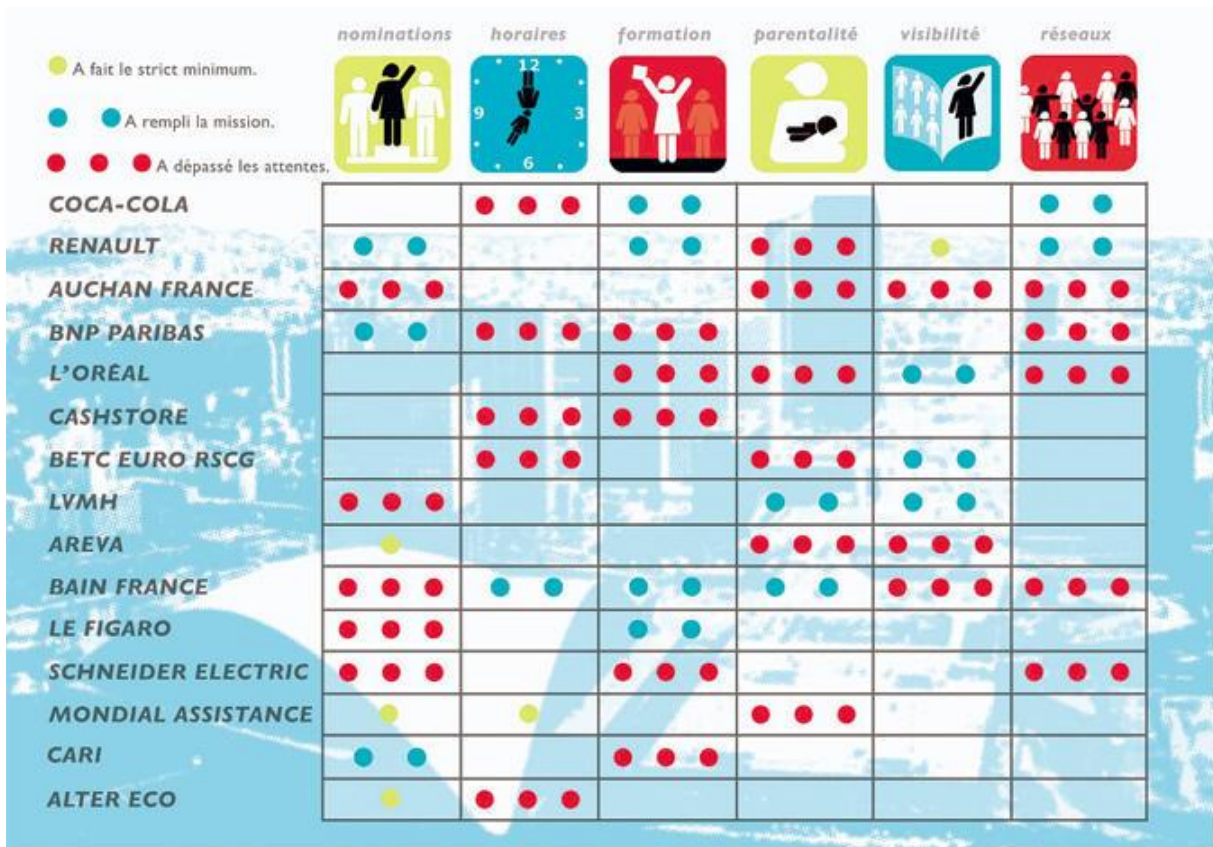 nominations horaires formation parentalité visibilité réseaux
A fait le strict minimum.
A rempli la mission.
A dépassé les attentes.
12
9 3
6
COCA-COLA
RENAULT
AUCHAN FRANCE
BNP PARIBAS
L'ORÉAL
CASHSTORE
BETC EURO RSCG
LVMH
AREVA
BAIN FRANCE
LE FIGARO
SCHNEIDER ELECTRIC
MONDIAL ASSISTANCE
CARI
ALTER ECO